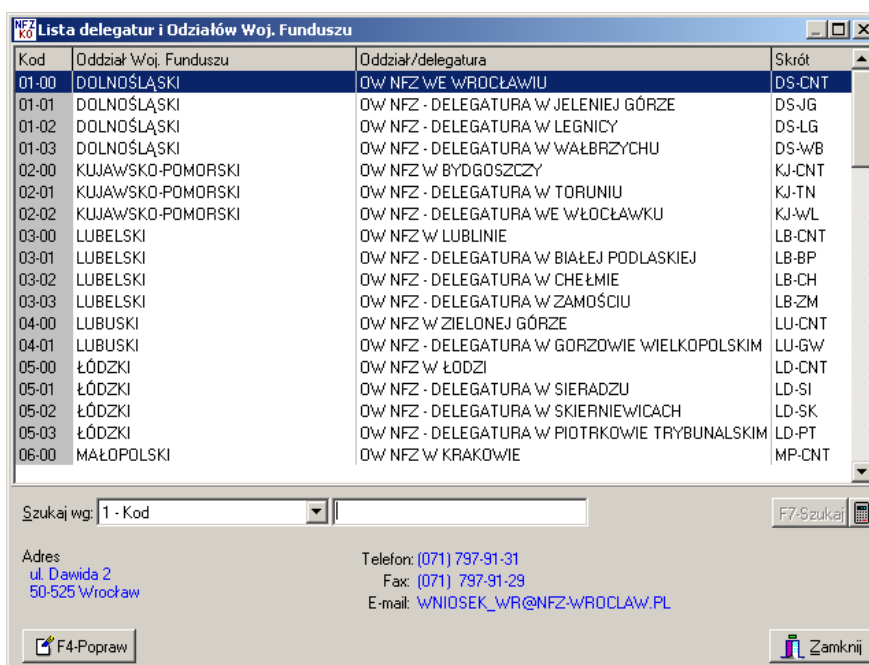 NFZ KO Lista delegatur i Odziałów Woj. Funduszu
Kod Oddział Woj. Funduszu Oddział/delegatura Skrót
01-00 DOLNOŚLĄSKI OW NFZ WE WROCŁAWIU DS-CNT
01-01 DOLNOŚLĄSKI OW NFZ - DELEGATURA W JELENIEJ GÓRZE DS-JG
01-02 DOLNOŚLĄSKI OW NFZ - DELEGATURA W LEGNICY DS-LG
01-03 DOLNOŚLĄSKI OW NFZ - DELEGATURA W WAŁBRZYCHU DS-WB
02-00 KUJAWSKO-POMORSKI OW NFZ W BYDGOSZCZY KJ-CNT
02-01 KUJAWSKO-POMORSKI OW NFZ - DELEGATURA W TORUNIU KJ-TN
02-02 KUJAWSKO-POMORSKI OW NFZ - DELEGATURA WE WŁOCŁAWKU KJ-WL
03-00 LUBELSKI OW NFZ W LUBLINIE LB-CNT
03-01 LUBELSKI OW NFZ - DELEGATURA W BIAŁEJ PODLASKIEJ LB-BP
03-02 LUBELSKI OW NFZ - DELEGATURA W CHEŁMIE LB-CH
03-03 LUBELSKI OW NFZ - DELEGATURA W ZAMOŚCIU LB-ZM
04-00 LUBUSKI OW NFZ W ZIELONEJ GÓRZE LU-CNT
04-01 LUBUSKI OW NFZ - DELEGATURA W GORZOWIE WIELKOPOLSKIM LU-GW
05-00 ŁÓDZKI OW NFZ W ŁODZI LD-CNT
05-01 ŁÓDZKI OW NFZ - DELEGATURA W SIERADZU LD-SI
05-02 ŁÓDZKI OW NFZ - DELEGATURA W SKIERNIEWICACH LD-SK
05-03 ŁÓDZKI OW NFZ - DELEGATURA W PIOTRKOWIE TRYBUNALSKIM LD-PT
06-00 MAŁOPOLSKI OW NFZ W KRAKOWIE MP-CNT
Szukaj wg: 1 - Kod F7-Szukaj
Adres Telefon: (071) 797-91-31
ul. Dawida 2 Fax: (071) 797-91-29
50-525 Wrocław E-mail: WNIOSEK_WR@NFZ-WROCLAW.PL
F4-Popraw Zamknij